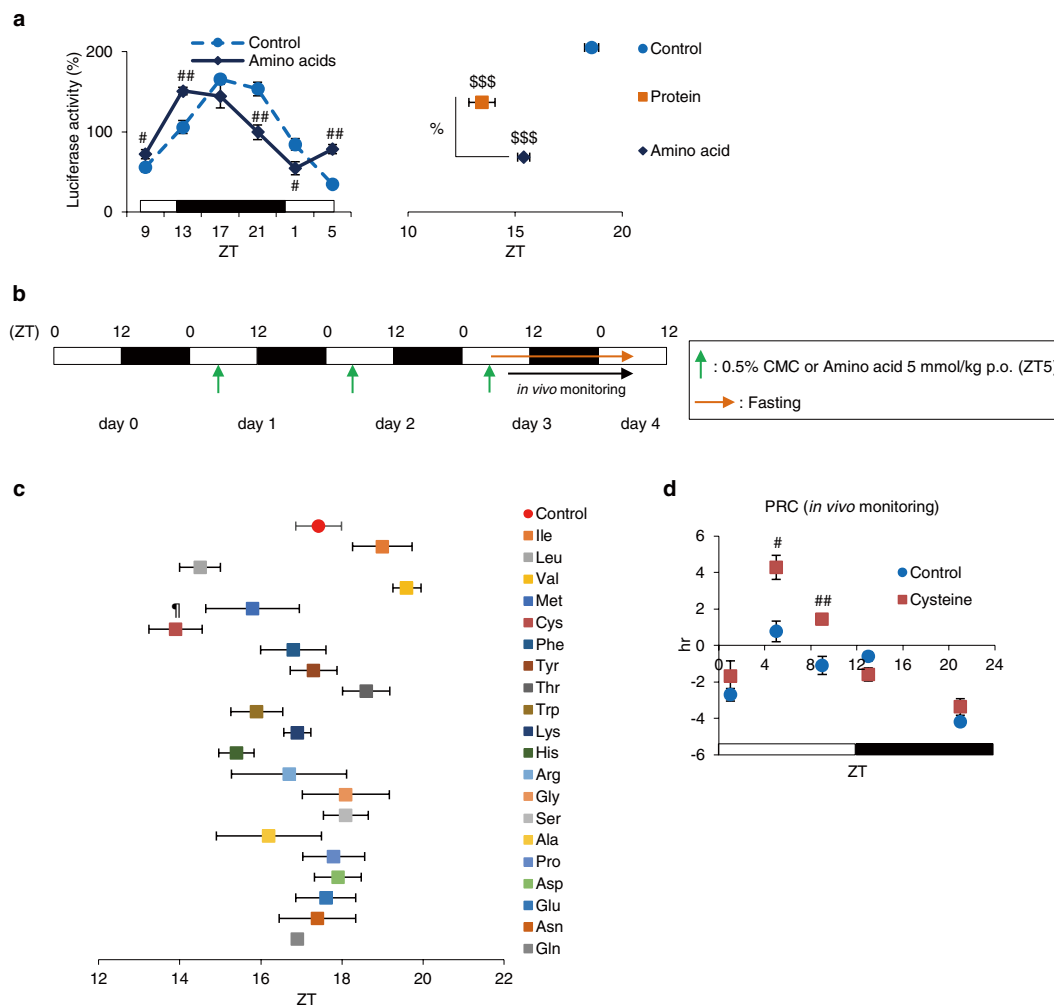 a
Control
Amino acids
Luciferase activity (%)
200
100
0
# ## ## # ##
9 13 17 21 1 5
ZT
$$$
$$$
%
10 15 20
ZT
Control
Protein
Amino acid
b
(ZT) 0 12 0 12 0 12 0 12 0 12
in vivo monitoring
day 0 day 1 day 2 day 3 day 4
: 0.5% CMC or Amino acid 5 mmol/kg p.o. (ZT5)
: Fasting
c
¶
Control
Ile
Leu
Val
Met
Cys
Phe
Tyr
Thr
Trp
Lys
His
Arg
Gly
Ser
Ala
Pro
Asp
Glu
Asn
Gln
12 14 16 18 20 22
ZT
d
PRC (in vivo monitoring)
hr
6
4
2
0
-2
-4
-6
#
##
Control
Cysteine
0 4 8 12 16 20 24
ZT